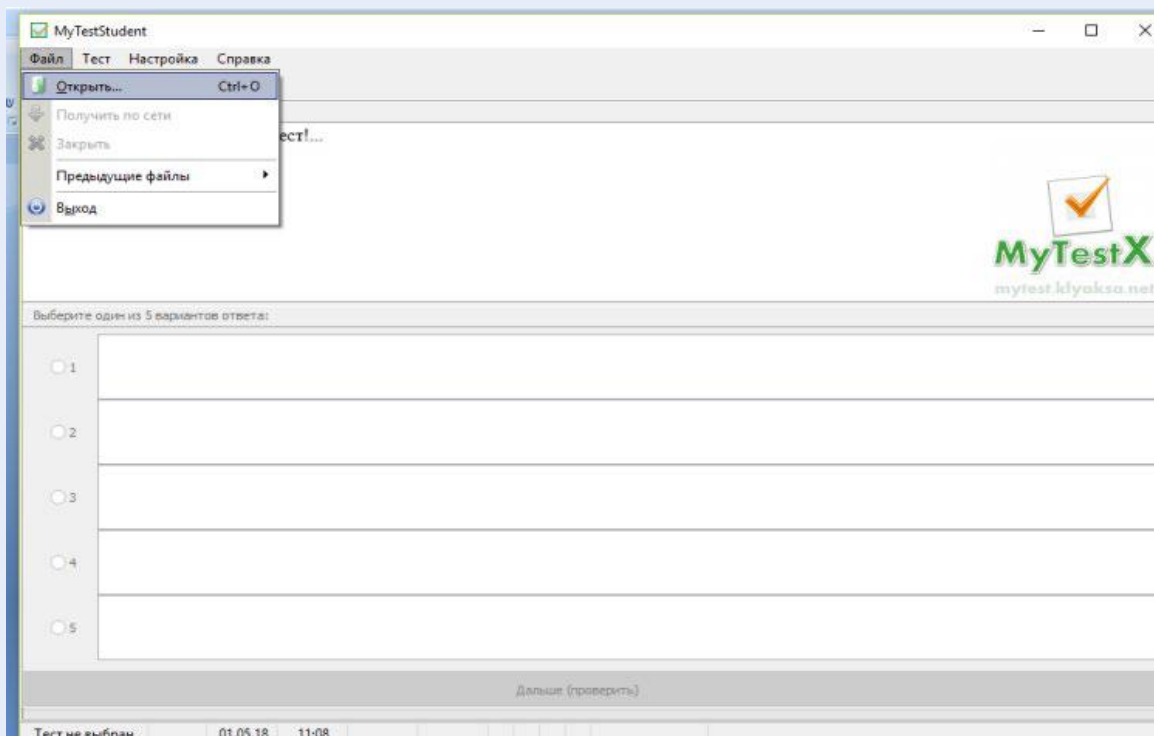 MyTestStudent
Файл Тест Настройка Справка
Открыть... Ctrl+O
Получить по сети
Закрыть
ест!...
Предыдущие файлы
Выход
MyTestX
mytest.klyaksa.net
Выберите один из 5 вариантов ответа:
1
2
3
4
5
Дальше (проверить)
Тест не выбран 01.05.18 11:08